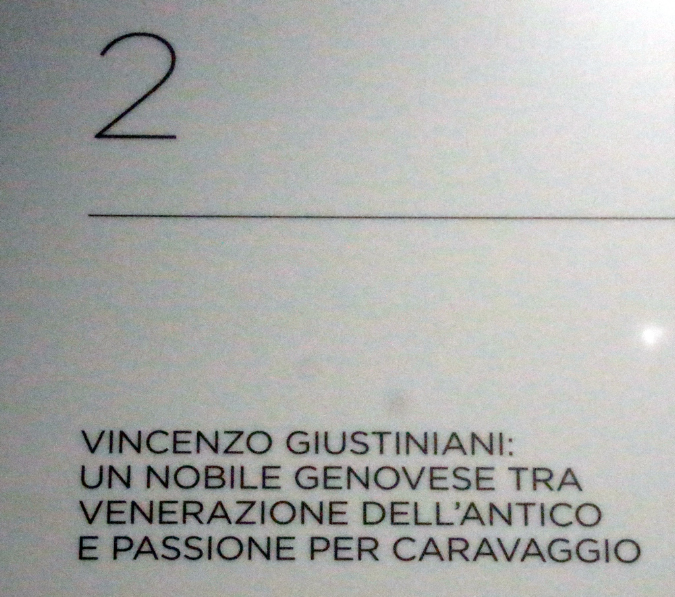 2
VINCENZO GIUSTINIANI:
UN NOBILE GENOVESE TRA
VENERAZIONE DELL'ANTICO
E PASSIONE PER CARAVAGGIO